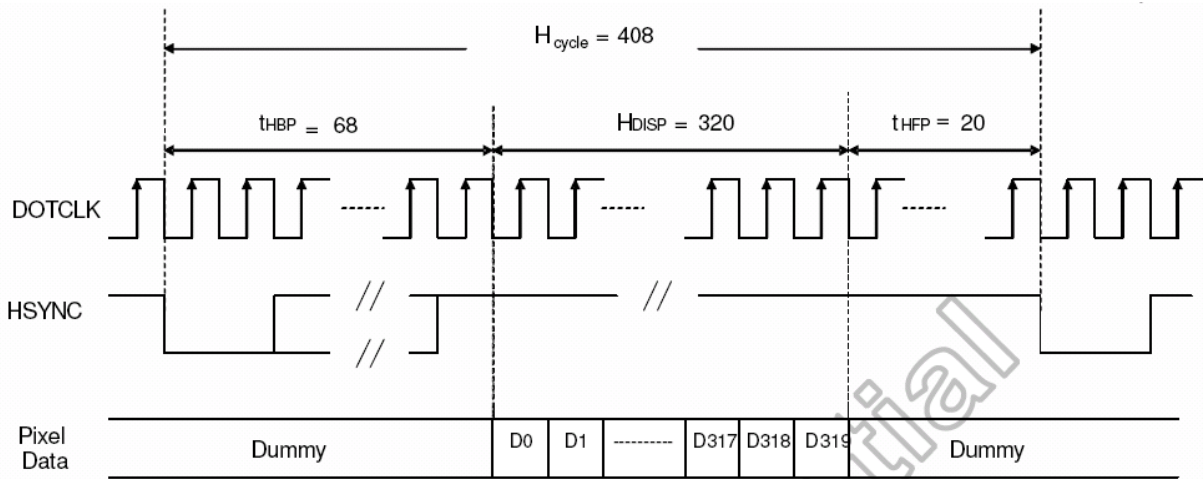 Hcycle = 408
tHBP = 68
HDISP = 320
tHFP = 20
DOTCLK
HSYNC
Pixel
Data
Dummy
D0
D1
D317
D318
D319
Dummy